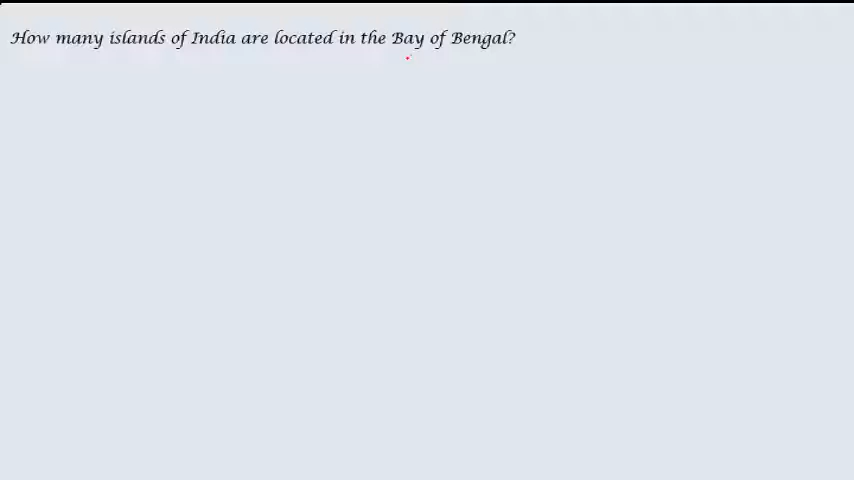 How many islands of India are located in the Bay of Bengal?